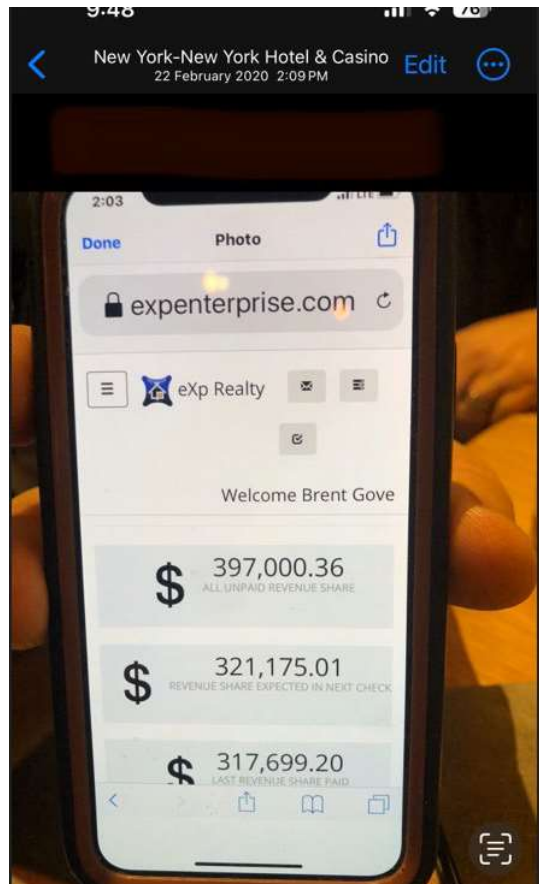 9:48
76
New York-New York Hotel & Casino
Edit
22 February 2020 2:09 PM
2:03
LTE
Done
Photo
expenterprise.com
eXp Realty
Welcome Brent Gove
$ 397,000.36
ALL UNPAID REVENUE SHARE
$ 321,175.01
REVENUE SHARE EXPECTED IN NEXT CHECK
$ 317,699.20
LAST REVENUE SHARE PAID